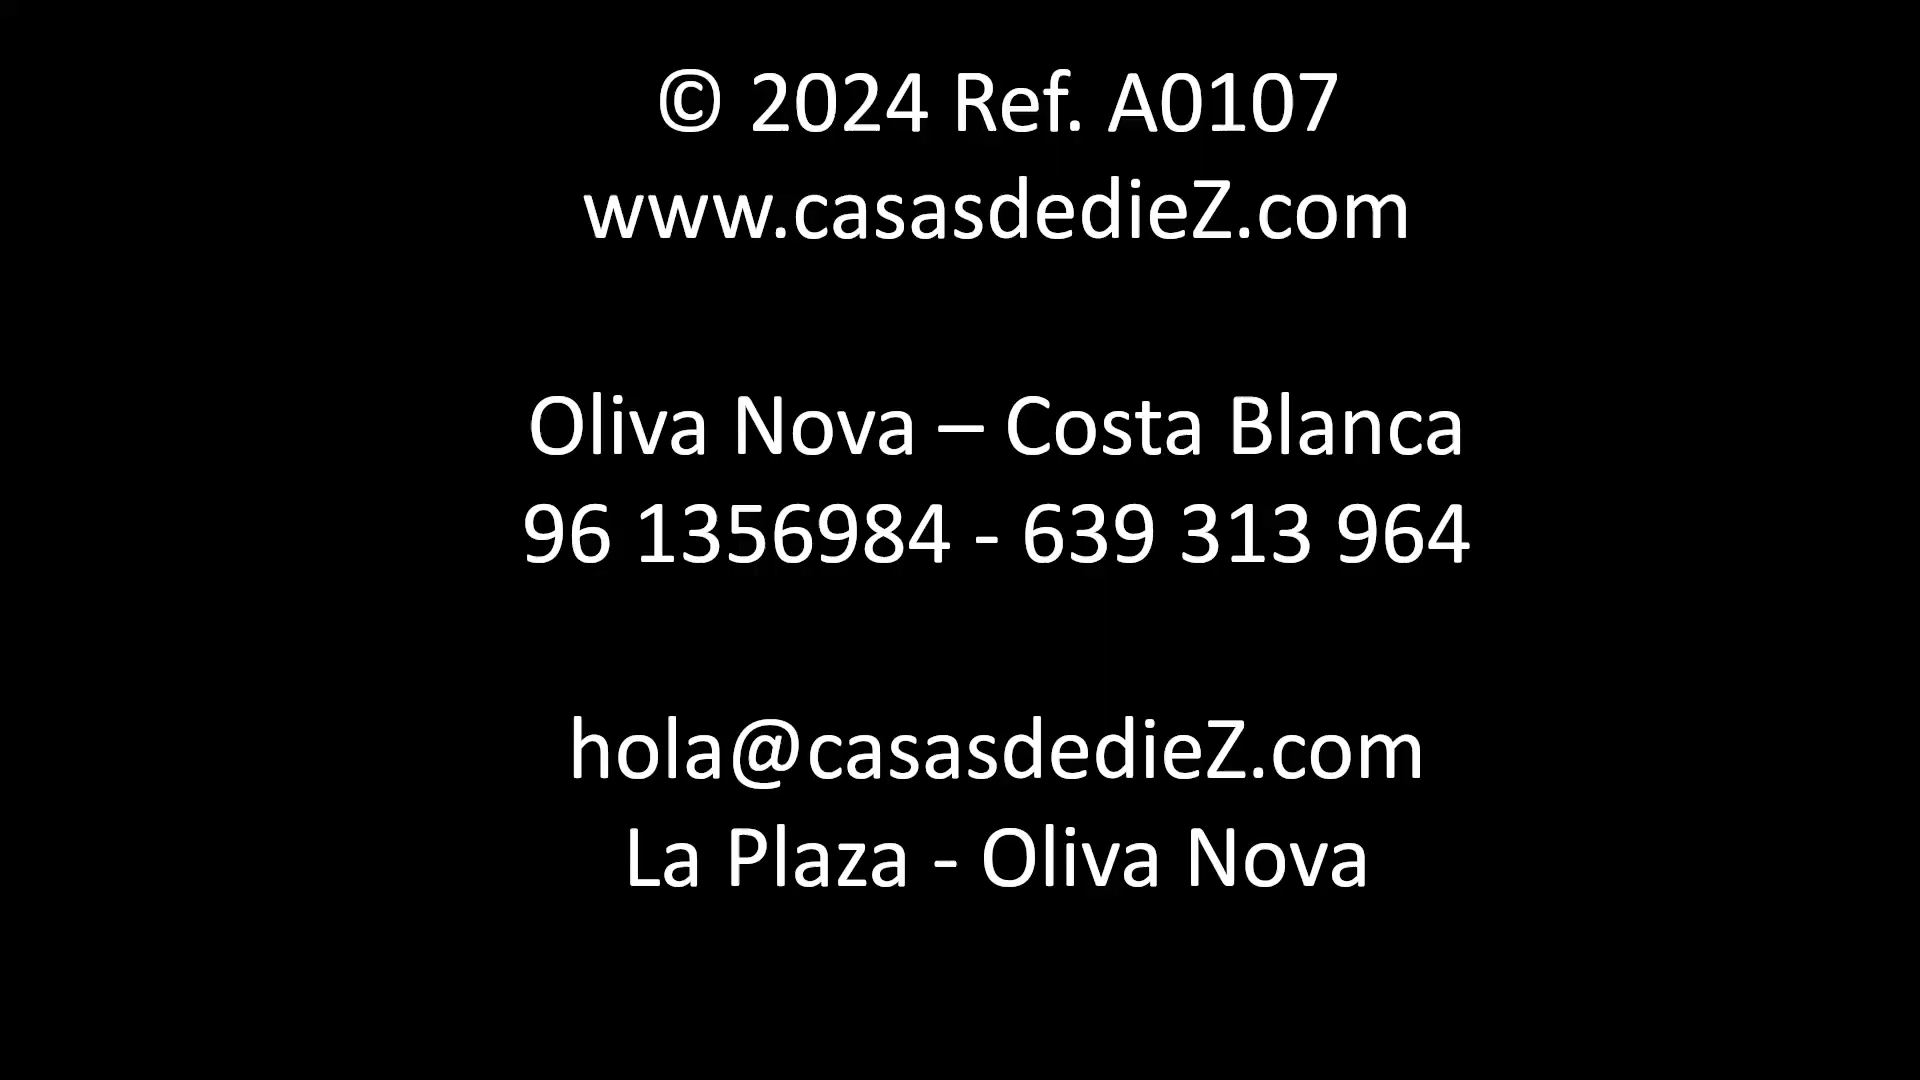 © 2024 Ref. A0107
www.casasdedieZ.com
Oliva Nova – Costa Blanca
96 1356984 - 639 313 964
hola@casasdedieZ.com
La Plaza - Oliva Nova